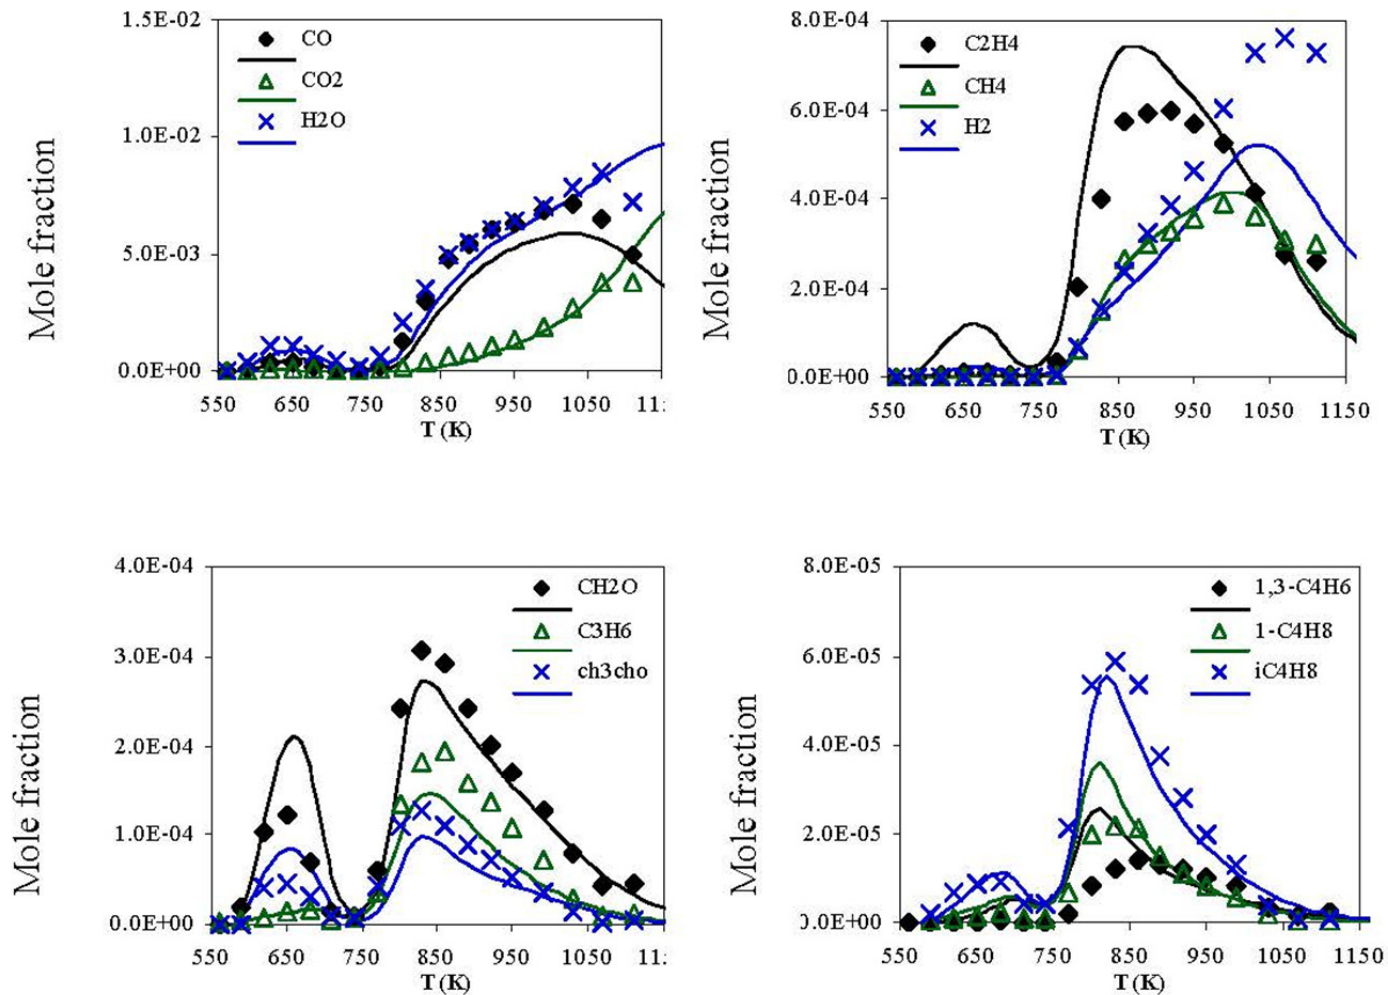 1.5E-02
CO
CO2
H2O
1.0E-02
5.0E-03
0.0E+00
550 650 750 850 950 1050 11:
T (K)
Mole fraction
8.0E-04
C2H4
CH4
H2
6.0E-04
4.0E-04
2.0E-04
0.0E+00
550 650 750 850 950 1050 1150
T (K)
Mole fraction
4.0E-04
CH2O
C3H6
ch3cho
3.0E-04
2.0E-04
1.0E-04
0.0E+00
550 650 750 850 950 1050 11:
T (K)
Mole fraction
8.0E-05
1,3-C4H6
1-C4H8
iC4H8
6.0E-05
4.0E-05
2.0E-05
0.0E+00
550 650 750 850 950 1050 1150
T (K)
Mole fraction